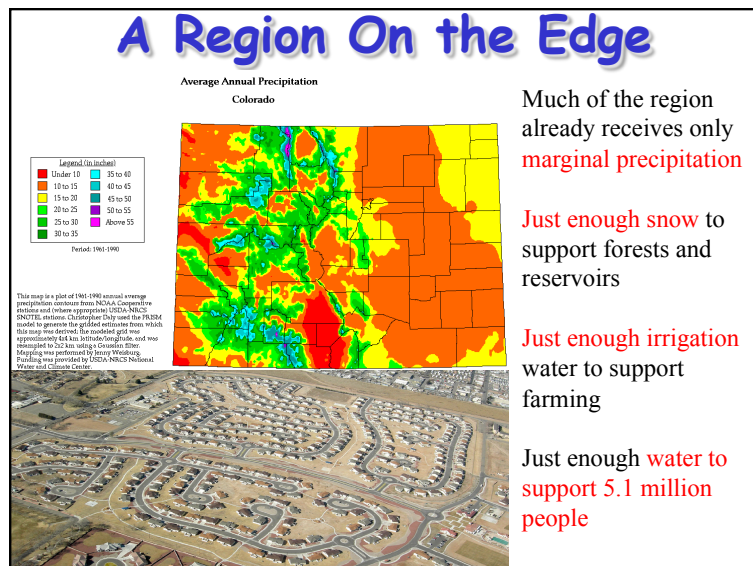 A Region On the Edge
Average Annual Precipitation
Colorado
Legend (in inches)
Under 10
10 to 15
15 to 20
20 to 25
25 to 30
30 to 35
35 to 40
40 to 45
45 to 50
50 to 55
Above 55
Period: 1961-1990
This map is a plot of 1961-1990 annual average
precipitation contours from NOAA Cooperative
stations and (where appropriate) USDA-NRCS
SNOTEL stations. Christopher Daly used the PRISM
model to generate the gridded estimates from which
this map was derived; the modeled grid was
approximately 4x4 km latitude/longitude, and was
resampled to 2x2 km using a Gaussian filter.
Mapping was performed by Jenny Weisburg.
Funding was provided by USDA-NRCS National
Water and Climate Center.
Much of the region
already receives only
marginal precipitation
Just enough snow to
support forests and
reservoirs
Just enough irrigation
water to support
farming
Just enough water to
support 5.1 million
people